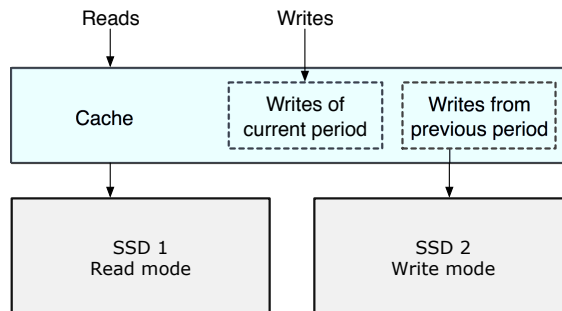 Reads
Writes
Cache
Writes of
current period
Writes from
previous period
SSD 1
Read mode
SSD 2
Write mode